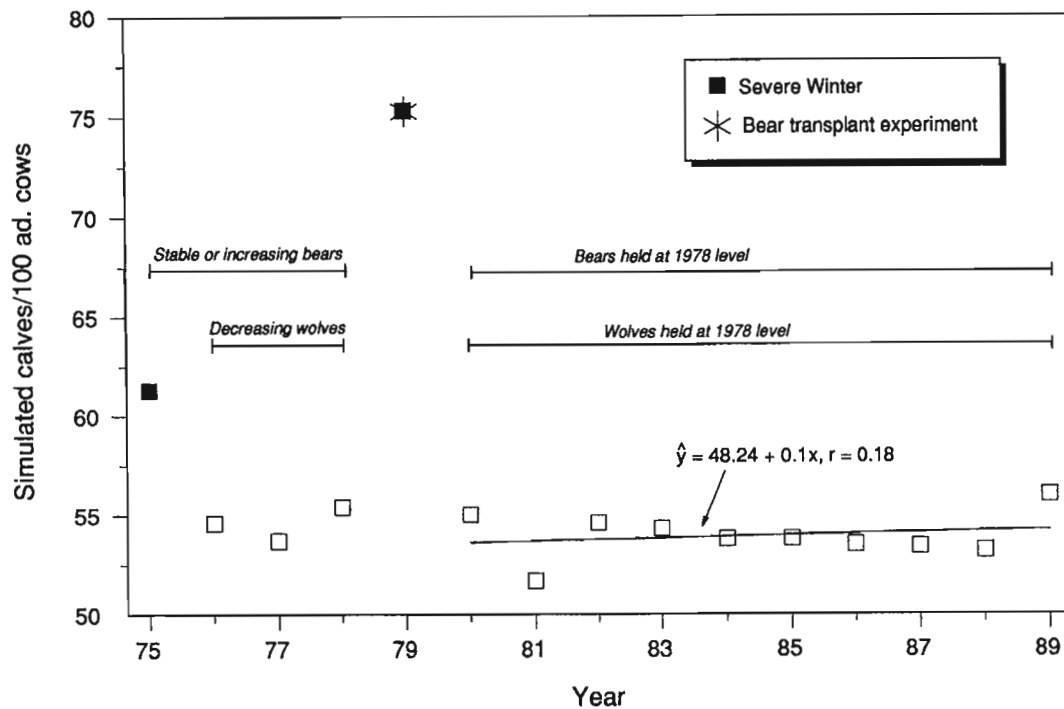 80
75
70
65
60
55
50
Simulated calves/100 ad. cows
Severe Winter
Bear transplant experiment
Stable or increasing bears
Bears held at 1978 level
Decreasing wolves
Wolves held at 1978 level
ŷ = 48.24 + 0.1x, r = 0.18
75 77 79 81 83 85 87 89
Year